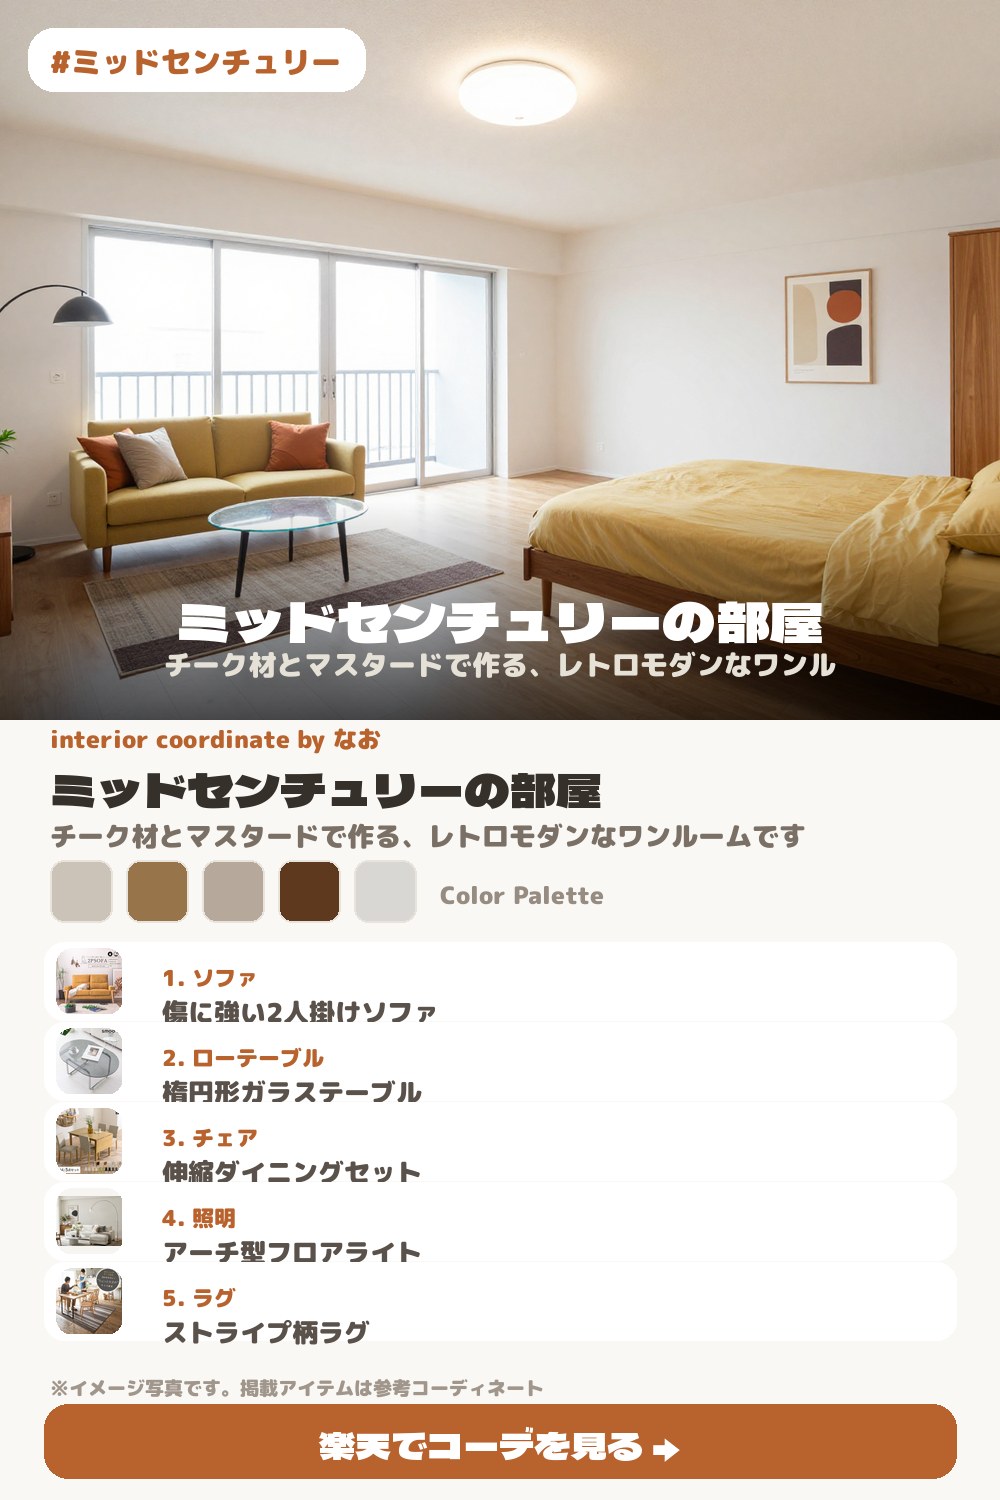 #ミッドセンチュリー
ミッドセンチュリーの部屋
チーク材とマスタードで作る、レトロモダンなワンル
interior coordinate by なお
ミッドセンチュリーの部屋
チーク材とマスタードで作る、レトロモダンなワンルームです
Color Palette
1. ソファ
傷に強い2人掛けソファ
2. ローテーブル
楕円形ガラステーブル
3. チェア
伸縮ダイニングセット
4. 照明
アーチ型フロアライト
5. ラグ
ストライプ柄ラグ
※イメージ写真です。掲載アイテムは参考コーディネート
楽天でコーデを見る →